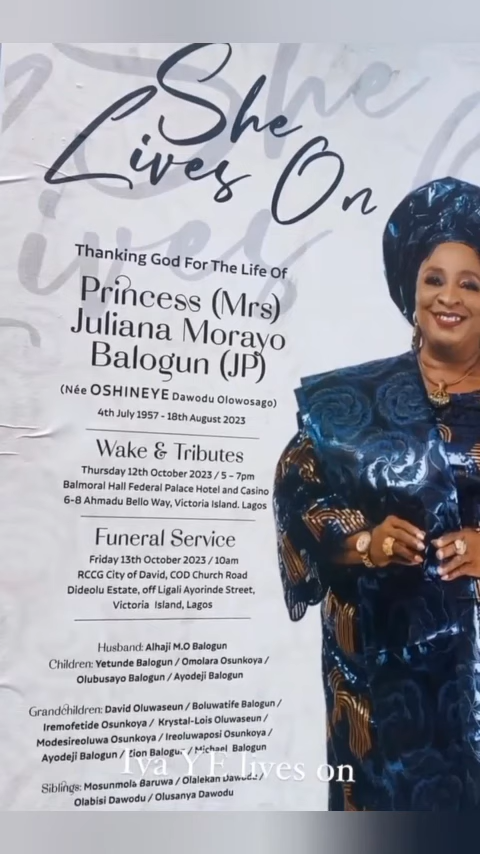 She
Lives On
Thanking God For The Life Of
Princess (Mrs)
Juliana Morayo
Balogun (JP)
(Née OSHINEYE Dawodu Olowosago)
4th July 1957 - 18th August 2023
Wake & Tributes
Thursday 12th October 2023 / 5 - 7pm
Balmoral Hall Federal Palace Hotel and Casino
6-8 Ahmadu Bello Way, Victoria Island. Lagos
Funeral Service
Friday 13th October 2023 / 10am
RCCG City of David, COD Church Road
Dideolu Estate, off Ligali Ayorinde Street,
Victoria Island, Lagos
Husband: Alhaji M.O Balogun
Children: Yetunde Balogun / Omolara Osunkoya /
Olubusayo Balogun / Ayodeji Balogun
Grandchildren: David Oluwaseun / Boluwatife Balogun /
Iremofetide Osunkoya / Krystal-Lois Oluwaseun /
Modesireoluwa Osunkoya / Ireoluwaposi Osunkoya /
Ayodeji Balogun / Zion Balogun / Michael Balogun
Iya Y.E lives on
Siblings: Mosunmola Baruwa / Olalekan Dawodu /
Olabisi Dawodu / Olusanya Dawodu